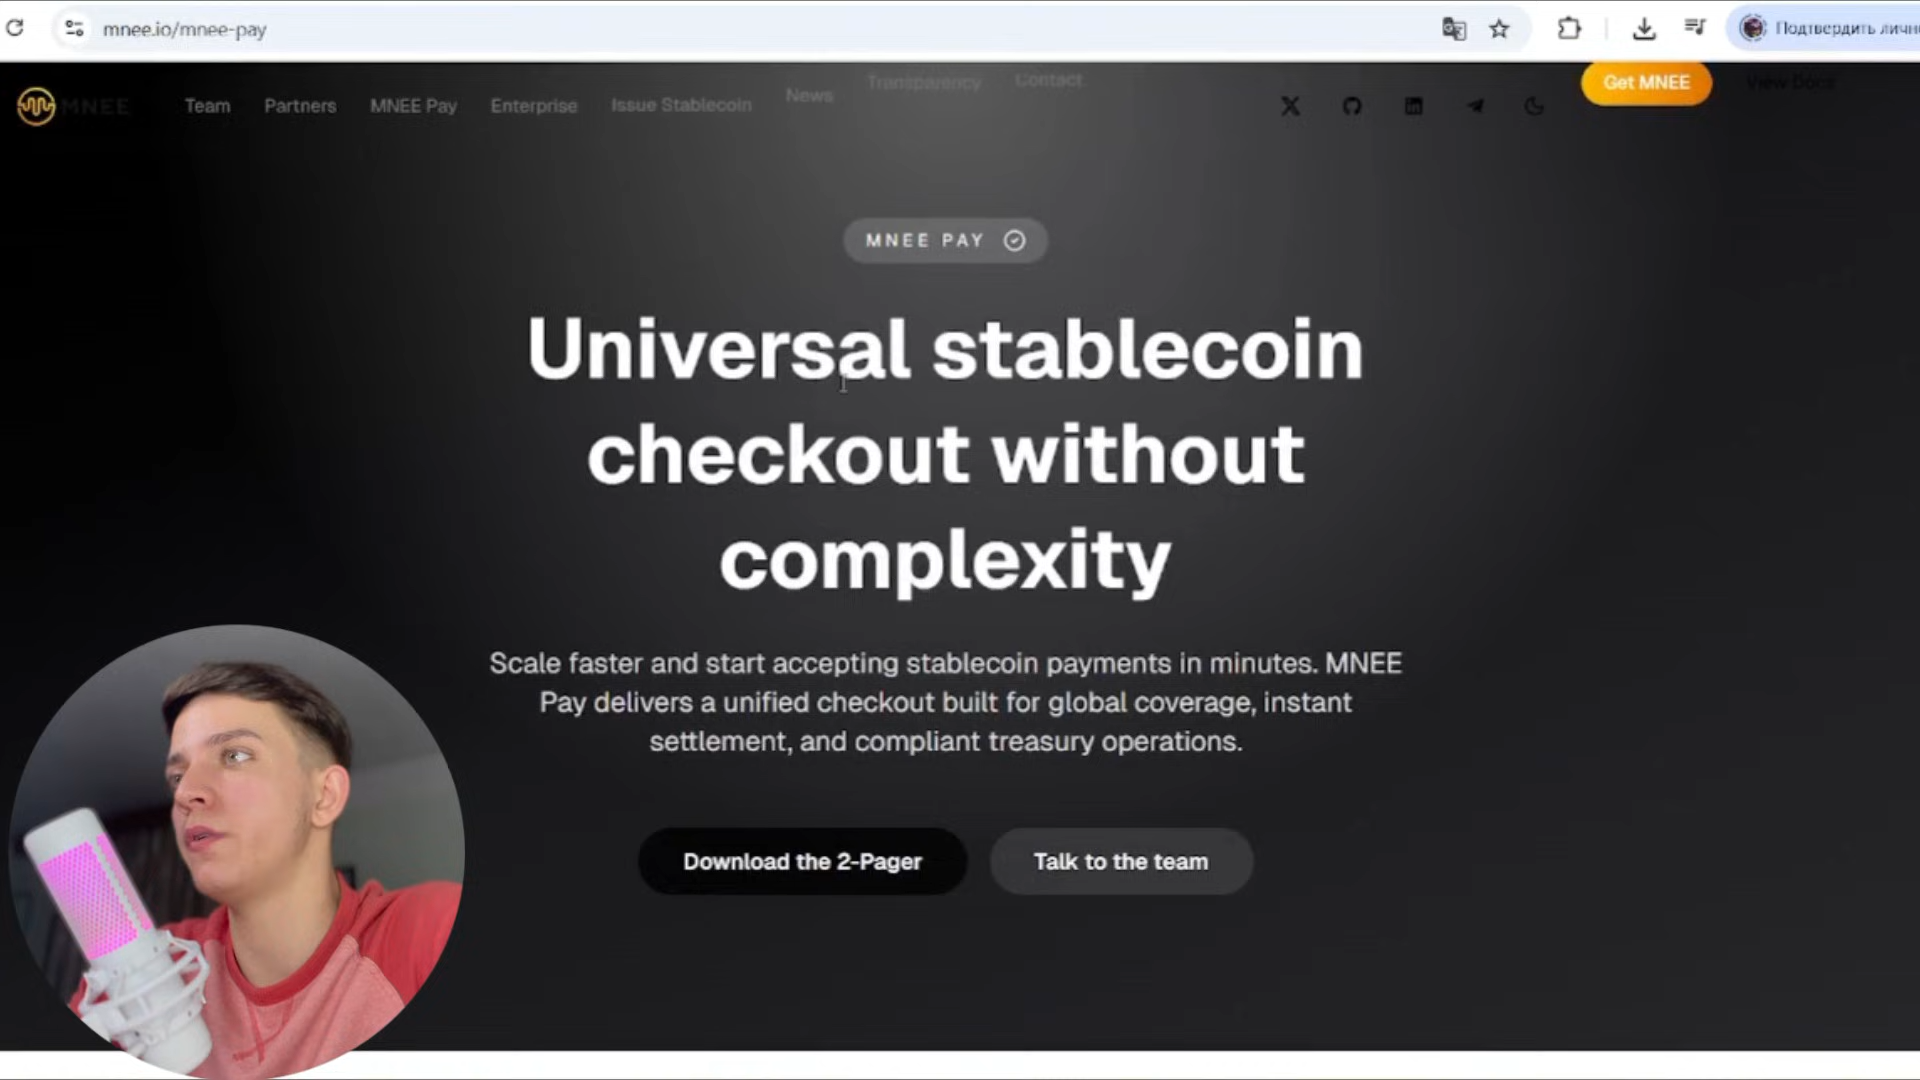 mnee.io/mnee-pay
Подтвердить личн
MNEE
Team
Partners
MNEE Pay
Enterprise
Issue Stablecoin
News
Transparency
Contact
Get MNEE
View Docs
MNEE PAY
Universal stablecoin
checkout without
complexity
Scale faster and start accepting stablecoin payments in minutes. MNEE
Pay delivers a unified checkout built for global coverage, instant
settlement, and compliant treasury operations.
Download the 2-Pager
Talk to the team